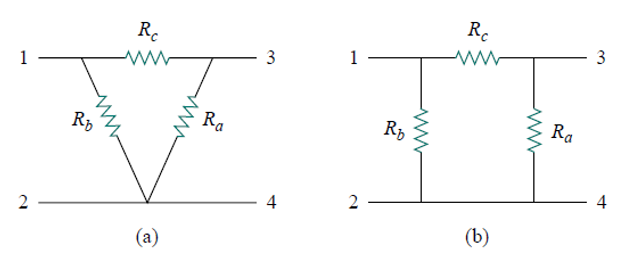 R_c R_c
1 3 1 3
R_b R_a R_b R_a
2 4 2 4
(a) (b)